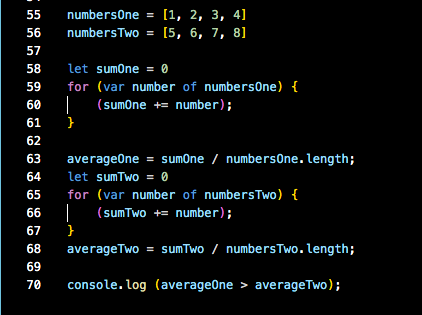 55 numbersOne = [1, 2, 3, 4]
56 numbersTwo = [5, 6, 7, 8]
57
58 let sumOne = 0
59 for (var number of numbersOne) {
60     (sumOne += number);
61 }
62
63 averageOne = sumOne / numbersOne.length;
64 let sumTwo = 0
65 for (var number of numbersTwo) {
66     (sumTwo += number);
67 }
68 averageTwo = sumTwo / numbersTwo.length;
69
70 console.log (averageOne > averageTwo);